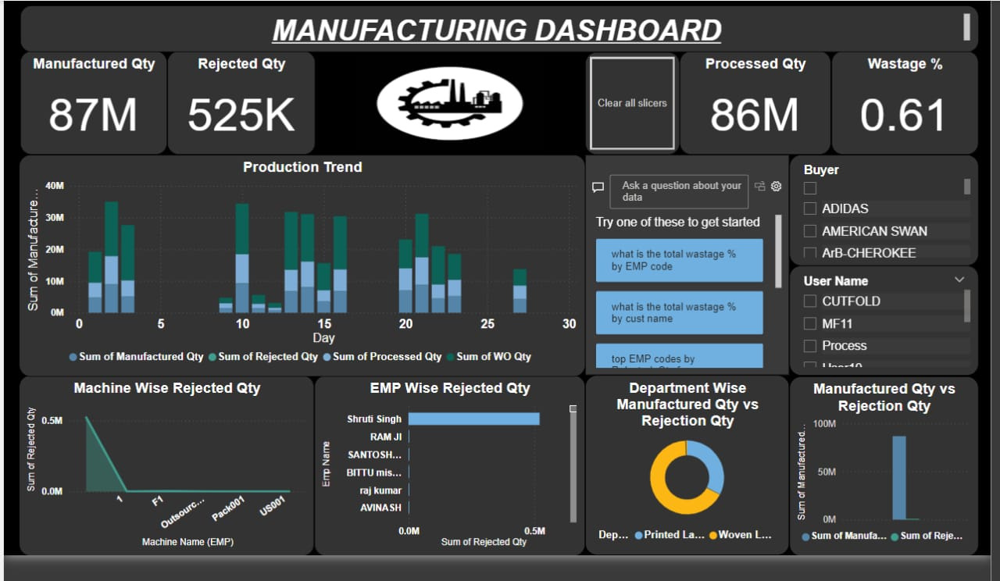 MANUFACTURING DASHBOARD
Manufactured Qty
87M
Rejected Qty
525K
Clear all slicers
Processed Qty
86M
Wastage %
0.61
Production Trend
Sum of Manufacture...
40M
30M
20M
10M
0M
0 5 10 15 20 25 30
Day
Sum of Manufactured Qty Sum of Rejected Qty Sum of Processed Qty Sum of WO Qty
Ask a question about your
data
Try one of these to get started
what is the total wastage %
by EMP code
what is the total wastage %
by cust name
top EMP codes by
Buyer
ADIDAS
AMERICAN SWAN
ArB-CHEROKEE
User Name
CUTFOLD
MF11
Process
User10
Machine Wise Rejected Qty
Sum of Rejected Qty
0.5M
0.0M
1 F1 Outsourc... Pack001 US001
Machine Name (EMP)
EMP Wise Rejected Qty
Emp Name
Shruti Singh
RAM JI
SANTOSH...
BITTU mis...
raj kumar
AVINASH
0.0M 0.5M
Sum of Rejected Qty
Department Wise
Manufactured Qty vs
Rejection Qty
Dep... Printed La... Woven L...
Manufactured Qty vs
Rejection Qty
Sum of Manufactured...
100M
50M
0M
Sum of Manufa... Sum of Reje...